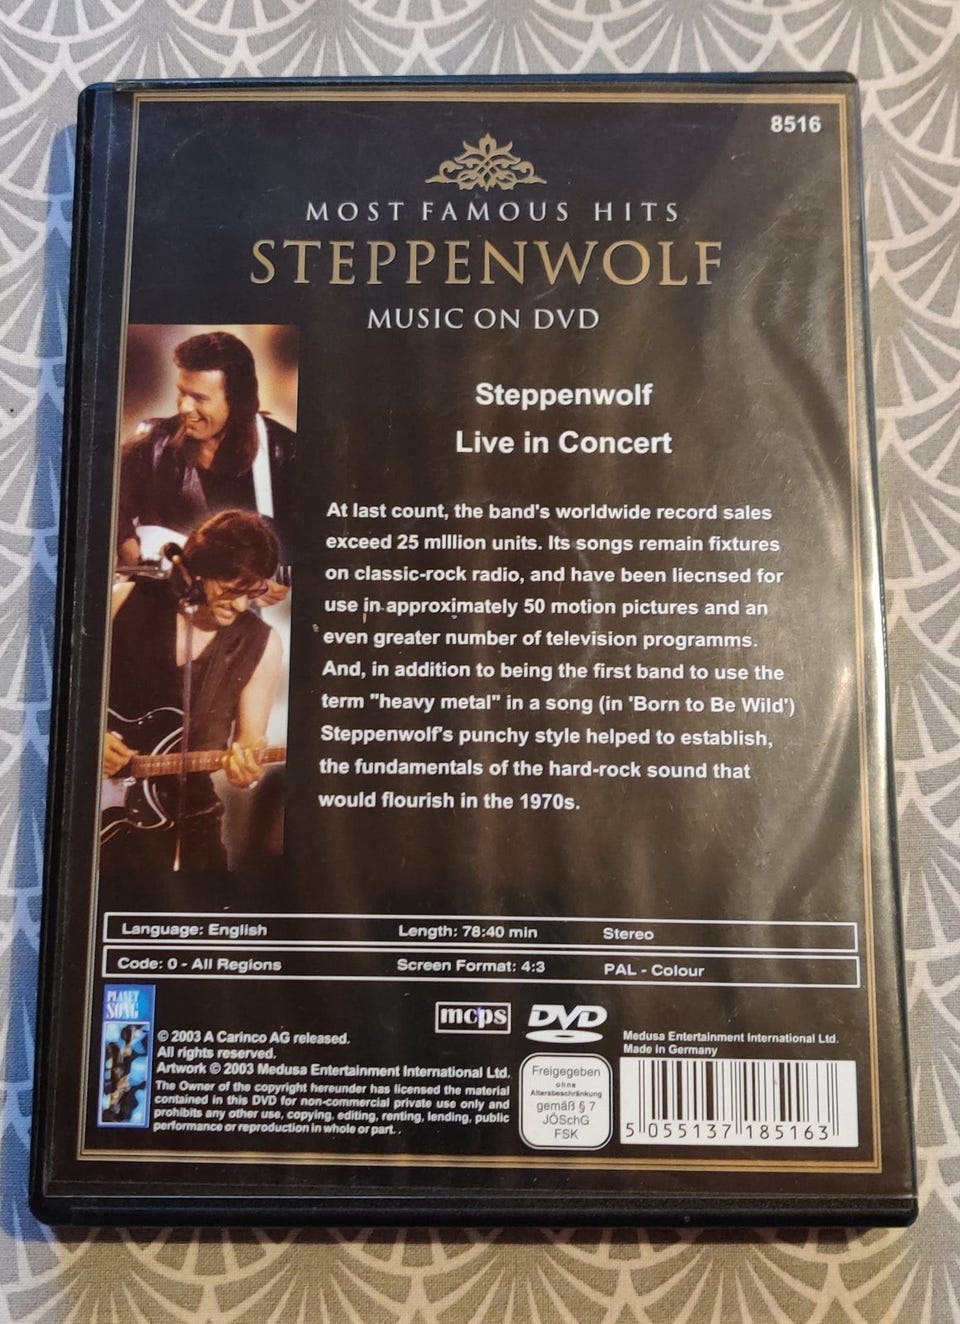 8516
MOST FAMOUS HITS
STEPPENWOLF
MUSIC ON DVD
Steppenwolf
Live in Concert
At last count, the band's worldwide record sales
exceed 25 mIllion units. Its songs remain fixtures
on classic-rock radio, and have been liecnsed for
use in approximately 50 motion pictures and an
even greater number of television programms.
And, in addition to being the first band to use the
term "heavy metal" in a song (in 'Born to Be Wild')
Steppenwolf's punchy style helped to establish,
the fundamentals of the hard-rock sound that
would flourish in the 1970s.
Language: English Length: 78:40 min Stereo
Code: 0 - All Regions Screen Format: 4:3 PAL - Colour
PLANET
SONG
© 2003 A Carinco AG released.
All rights reserved.
Artwork © 2003 Medusa Entertainment International Ltd.
The Owner of the copyright hereunder has licensed the material
contained in this DVD for non-commercial private use only and
prohibits any other use, copying, editing, renting, lending, public
performance or reproduction in whole or part. .
mcps
DVD
Freigegeben
ohne
Altersbeschränkung
gemäß § 7
JÖSchG
FSK
Medusa Entertainment International Ltd.
Made in Germany
5 055137 185163